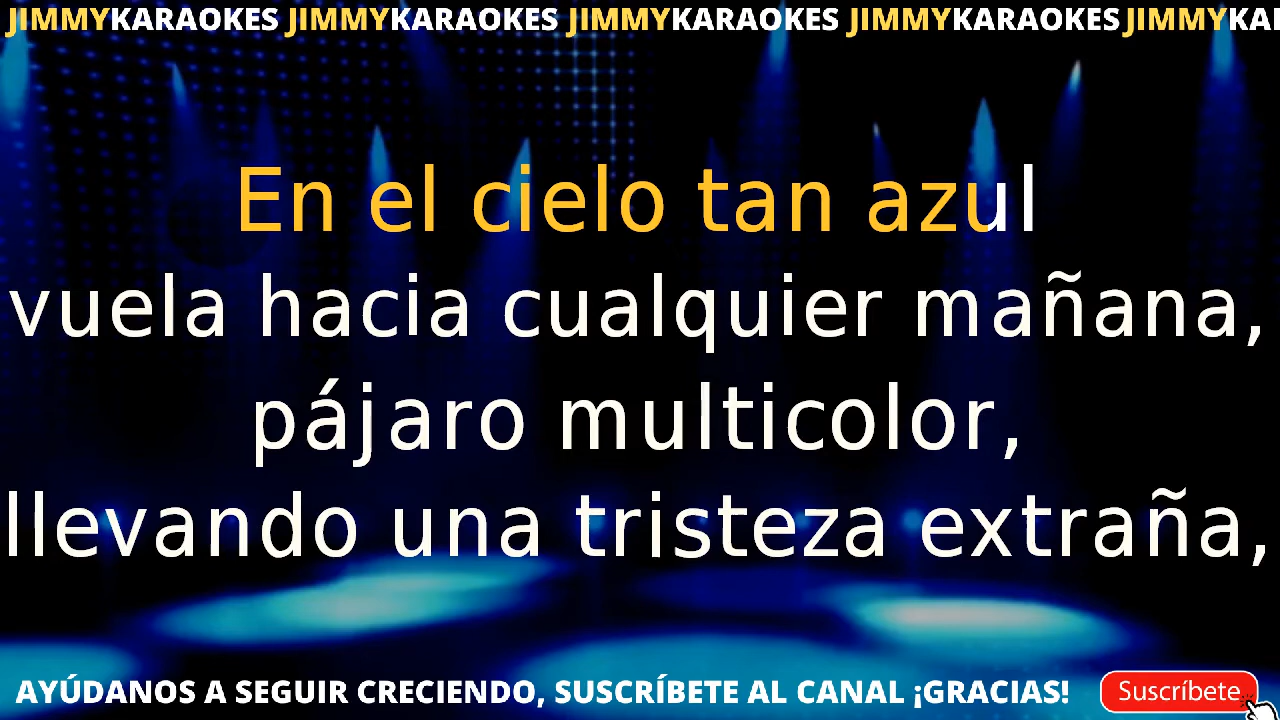 JIMMYKARAOKES JIMMYKARAOKES JIMMYKARAOKES JIMMYKARAOKES JIMMYKA
En el cielo tan azul
vuela hacia cualquier mañana,
pájaro multicolor,
llevando una tristeza extraña,
AYÚDANOS A SEGUIR CRECIENDO, SUSCRÍBETE AL CANAL ¡GRACIAS! Suscríbete